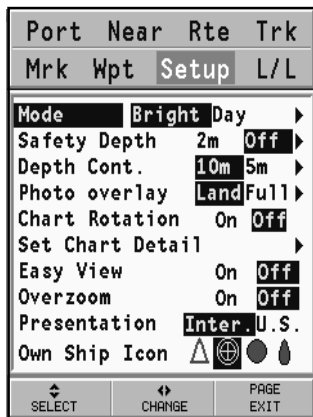 Port Near Rte Trk
Mrk Wpt Setup L/L
Mode Bright Day
Safety Depth 2m Off
Depth Cont. 10m 5m
Photo overlay Land Full
Chart Rotation On Off
Set Chart Detail
Easy View On Off
Overzoom On Off
Presentation Inter. U.S.
Own Ship Icon
SELECT CHANGE PAGE EXIT